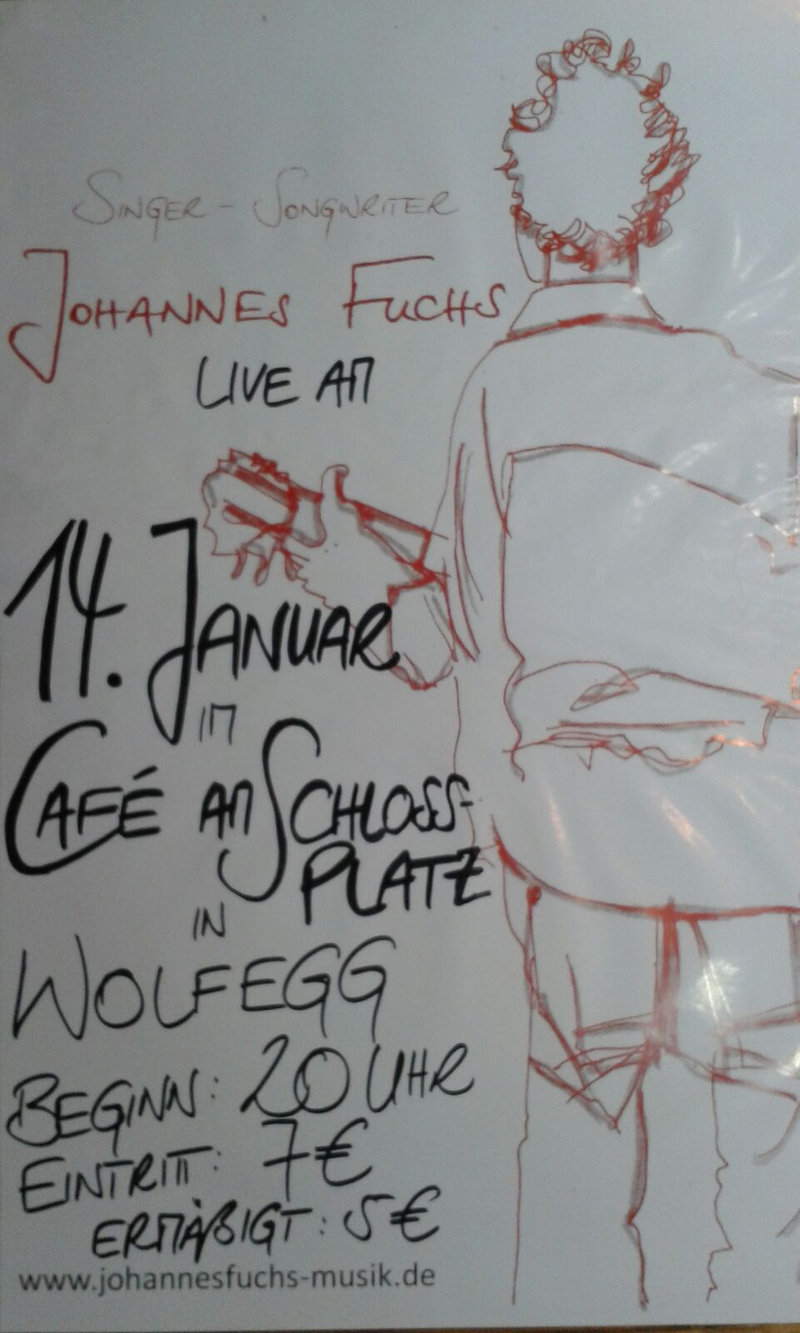 SINGER - SONGWRITER
JOHANNES FUCHS
LIVE AM
14. JANUAR
IM
CAFÉ AM SCHLOSS-
PLATZ
IN
WOLFEGG
BEGINN: 20 UHR
EINTRITT: 7€
ERMÄßIGT: 5€
www.johannesfuchs-musik.de